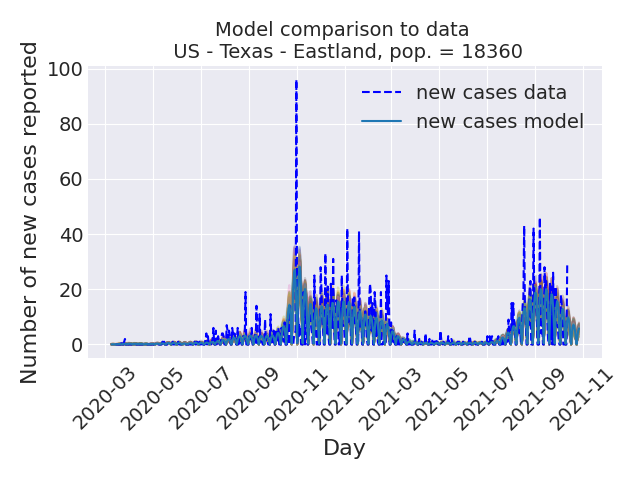 Model comparison to data
US - Texas - Eastland, pop. = 18360
Number of new cases reported
100
80
60
40
20
0
new cases data
new cases model
2020-03
2020-05
2020-07
2020-09
2020-11
2021-01
2021-03
2021-05
2021-07
2021-09
2021-11
Day